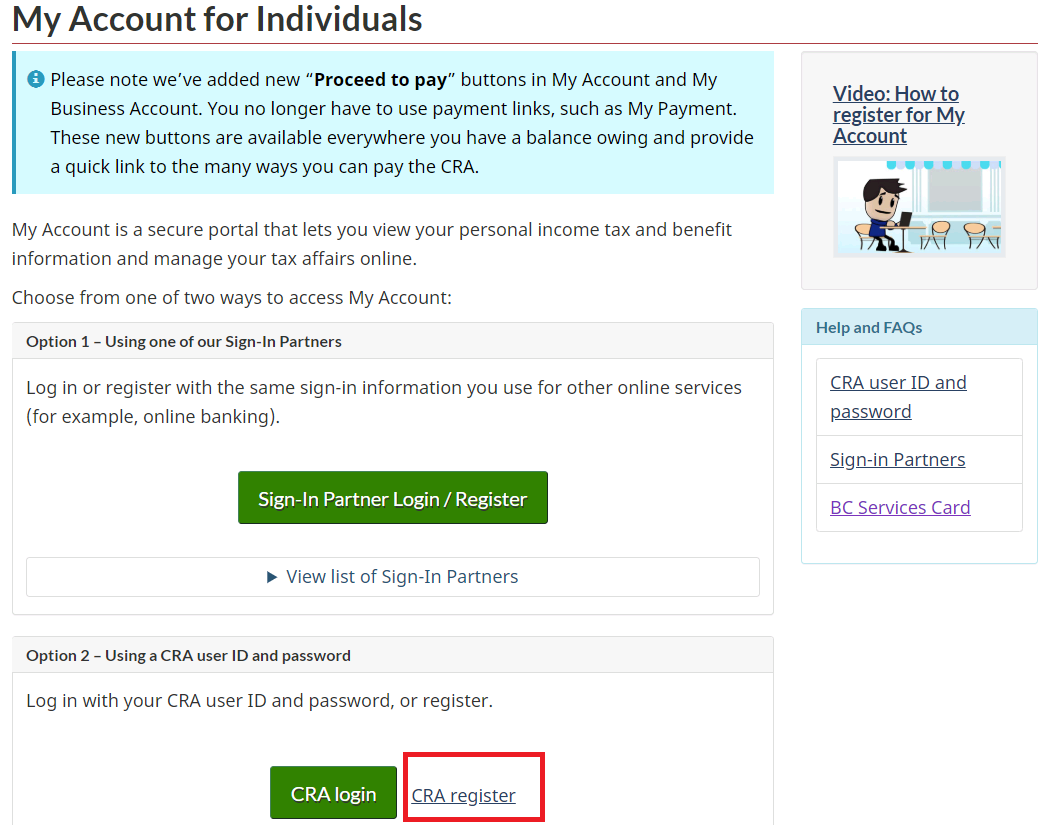 My Account for Individuals
Please note we’ve added new “Proceed to pay” buttons in My Account and My
Business Account. You no longer have to use payment links, such as My Payment.
These new buttons are available everywhere you have a balance owing and provide
a quick link to the many ways you can pay the CRA.
My Account is a secure portal that lets you view your personal income tax and benefit
information and manage your tax affairs online.
Choose from one of two ways to access My Account:
Option 1 – Using one of our Sign-In Partners
Log in or register with the same sign-in information you use for other online services
(for example, online banking).
Sign-In Partner Login / Register
View list of Sign-In Partners
Option 2 – Using a CRA user ID and password
Log in with your CRA user ID and password, or register.
CRA login
CRA register
Video: How to
register for My
Account
Help and FAQs
CRA user ID and
password
Sign-in Partners
BC Services Card